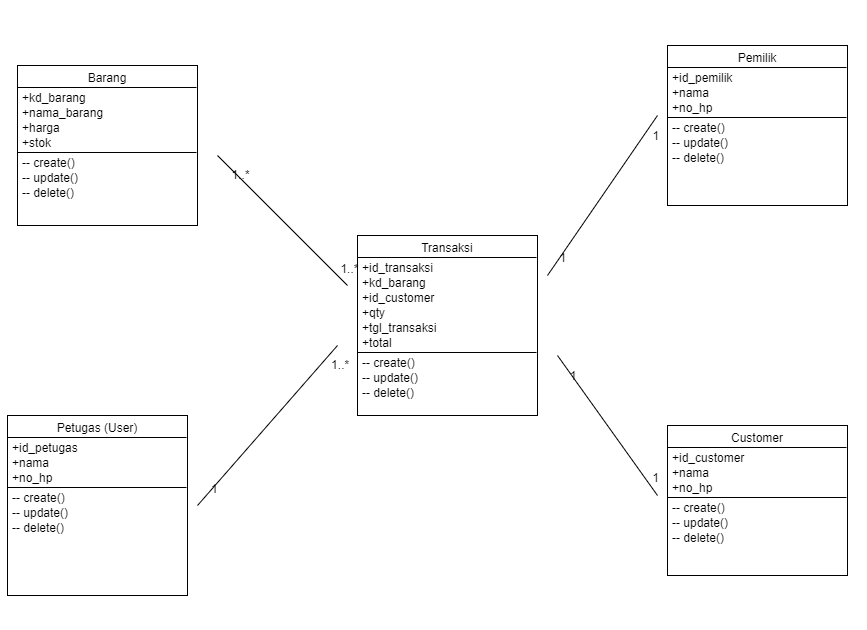 Barang
+kd_barang
+nama_barang
+harga
+stok
-- create()
-- update()
-- delete()
Pemilik
+id_pemilik
+nama
+no_hp
-- create()
-- update()
-- delete()
1..*
1
1..*
1
Transaksi
+id_transaksi
+kd_barang
+id_customer
+qty
+tgl_transaksi
+total
-- create()
-- update()
-- delete()
1..*
1
1
1
Petugas (User)
+id_petugas
+nama
+no_hp
-- create()
-- update()
-- delete()
Customer
+id_customer
+nama
+no_hp
-- create()
-- update()
-- delete()